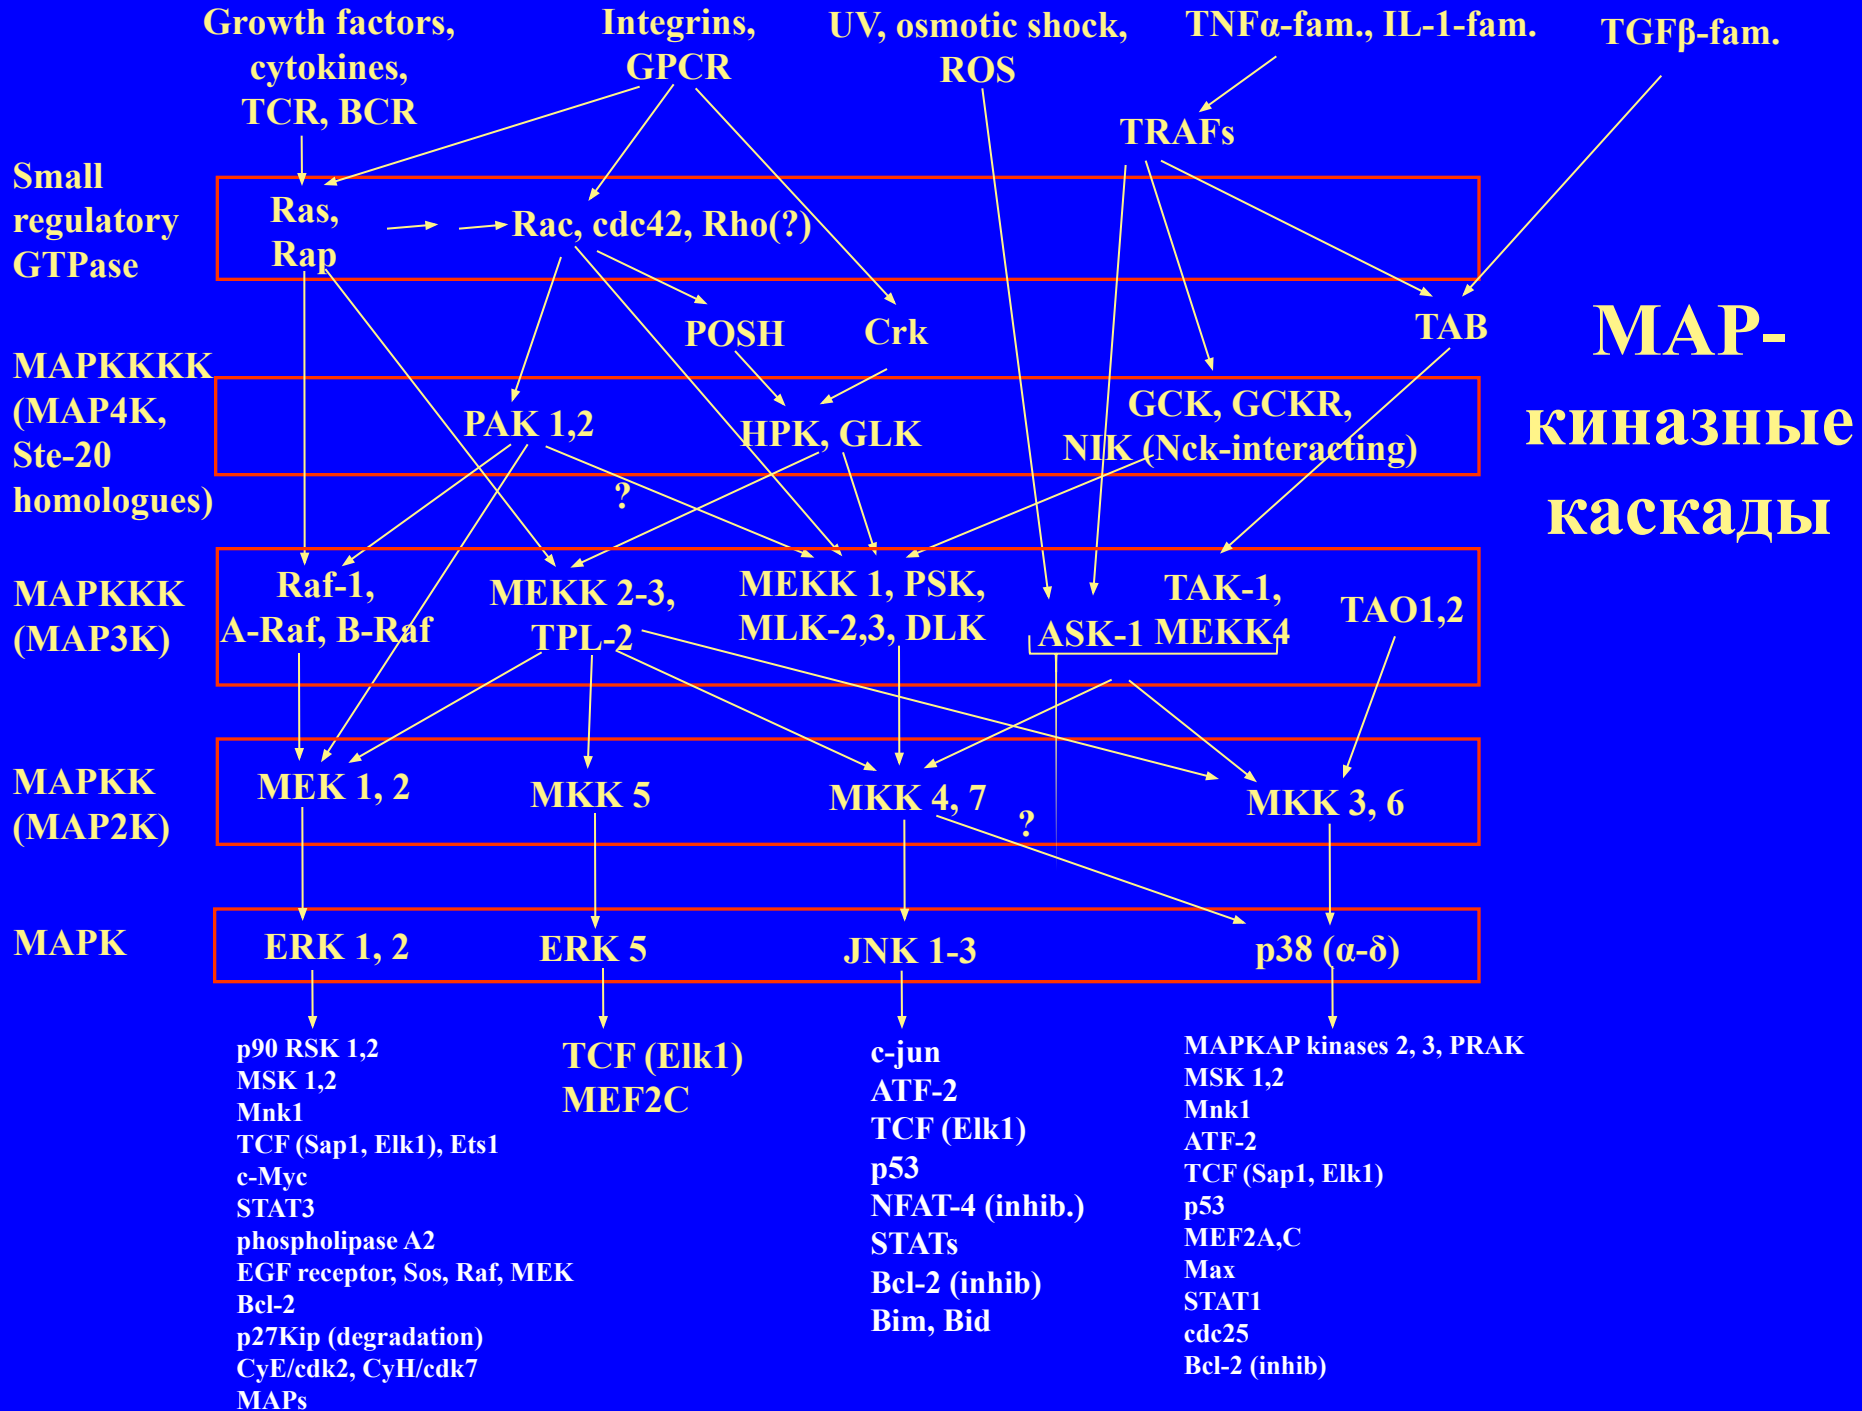 Growth factors,
cytokines,
TCR, BCR
Integrins,
GPCR
UV, osmotic shock,
ROS
TNFα-fam., IL-1-fam.
TGFβ-fam.
TRAFs
Small
regulatory
GTPase
Ras,
Rap
Rac, cdc42, Rho(?)
POSH
Crk
TAB
МАР-
киназные
каскады
MAPKKKK
(MAP4K,
Ste-20
homologues)
PAK 1,2
HPK, GLK
GCK, GCKR,
NIK (Nck-interacting)
?
MAPKKK
(MAP3K)
Raf-1,
A-Raf, B-Raf
MEKK 2-3,
TPL-2
MEKK 1, PSK,
MLK-2,3, DLK
ASK-1
TAK-1,
MEKK4
TAO1,2
MAPKK
(MAP2K)
MEK 1, 2
MKK 5
MKK 4, 7
?
MKK 3, 6
MAPK
ERK 1, 2
ERK 5
JNK 1-3
p38 (α-δ)
p90 RSK 1,2
MSK 1,2
Mnk1
TCF (Sap1, Elk1), Ets1
c-Myc
STAT3
phospholipase A2
EGF receptor, Sos, Raf, MEK
Bcl-2
p27Kip (degradation)
CyE/cdk2, CyH/cdk7
MAPs
TCF (Elk1)
MEF2C
c-jun
ATF-2
TCF (Elk1)
p53
NFAT-4 (inhib.)
STATs
Bcl-2 (inhib)
Bim, Bid
MAPKAP kinases 2, 3, PRAK
MSK 1,2
Mnk1
ATF-2
TCF (Sap1, Elk1)
p53
MEF2A,C
Max
STAT1
cdc25
Bcl-2 (inhib)